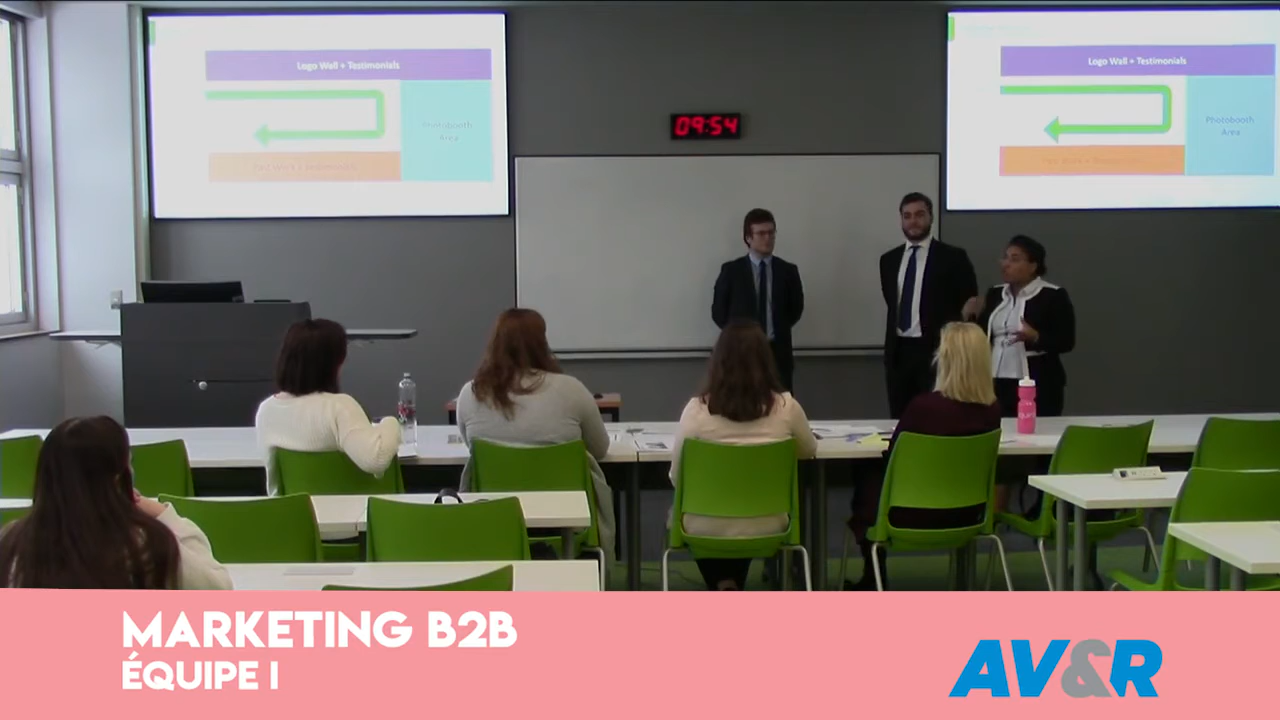 Logo Wall + Testimonials
Photobooth
Area
09:54
Logo Wall + Testimonials
Photobooth
Area
MARKETING B2B
ÉQUIPE I
AV&R